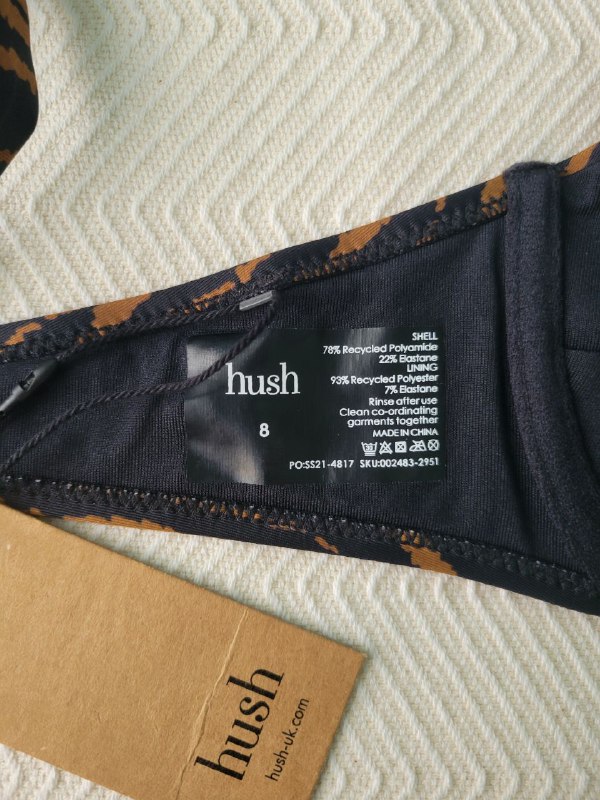 hush
8
SHELL
78% Recycled Polyamide
22% Elastane
LINING
93% Recycled Polyester
7% Elastane
Rinse after use
Clean co-ordinating
garments together
MADE IN CHINA
PO:SS21-4817 SKU:002483-2951
hush
hush-uk.com